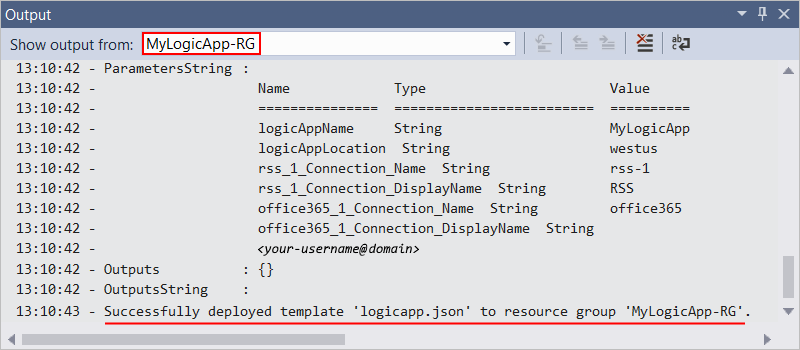 Output
Show output from: MyLogicApp-RG
13:10:42 - ParametersString :
13:10:42 - Name Type Value
13:10:42 - =============== ========================= ==========
13:10:42 - logicAppName String MyLogicApp
13:10:42 - logicAppLocation String westus
13:10:42 - rss_1_Connection_Name String rss-1
13:10:42 - rss_1_Connection_DisplayName String RSS
13:10:42 - office365_1_Connection_Name String office365
13:10:42 - office365_1_Connection_DisplayName String
13:10:42 - <your-username@domain>
13:10:42 - Outputs : {}
13:10:42 - OutputsString :
13:10:43 - Successfully deployed template 'logicapp.json' to resource group 'MyLogicApp-RG'.